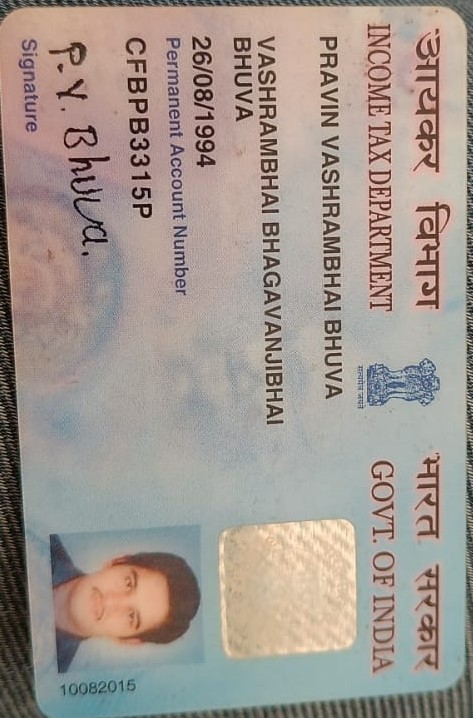 आयकर विभाग
INCOME TAX DEPARTMENT
भारत सरकार
GOVT. OF INDIA
सत्यमेव जयते
PRAVIN VASHRAMBHAI BHUVA
VASHRAMBHAI BHAGAVANJIBHAI
BHUVA
26/08/1994
Permanent Account Number
CFBPB3315P
P.V. Bhuva.
Signature
10082015